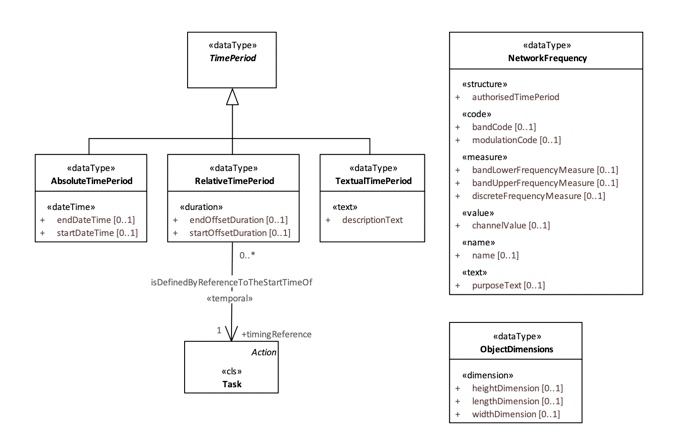 «dataType»
TimePeriod
«dataType»
AbsoluteTimePeriod
«dateTime»
+ endDateTime [0..1]
+ startDateTime [0..1]
«dataType»
RelativeTimePeriod
«duration»
+ endOffsetDuration [0..1]
+ startOffsetDuration [0..1]
«dataType»
TextualTimePeriod
«text»
+ descriptionText
0..*
isDefinedByReferenceToTheStartTimeOf
«temporal»
1
+timingReference
Action
«cls»
Task
«dataType»
NetworkFrequency
«structure»
+ authorisedTimePeriod
«code»
+ bandCode [0..1]
+ modulationCode [0..1]
«measure»
+ bandLowerFrequencyMeasure [0..1]
+ bandUpperFrequencyMeasure [0..1]
+ discreteFrequencyMeasure [0..1]
«value»
+ channelValue [0..1]
«name»
+ name [0..1]
«text»
+ purposeText [0..1]
«dataType»
ObjectDimensions
«dimension»
+ heightDimension [0..1]
+ lengthDimension [0..1]
+ widthDimension [0..1]